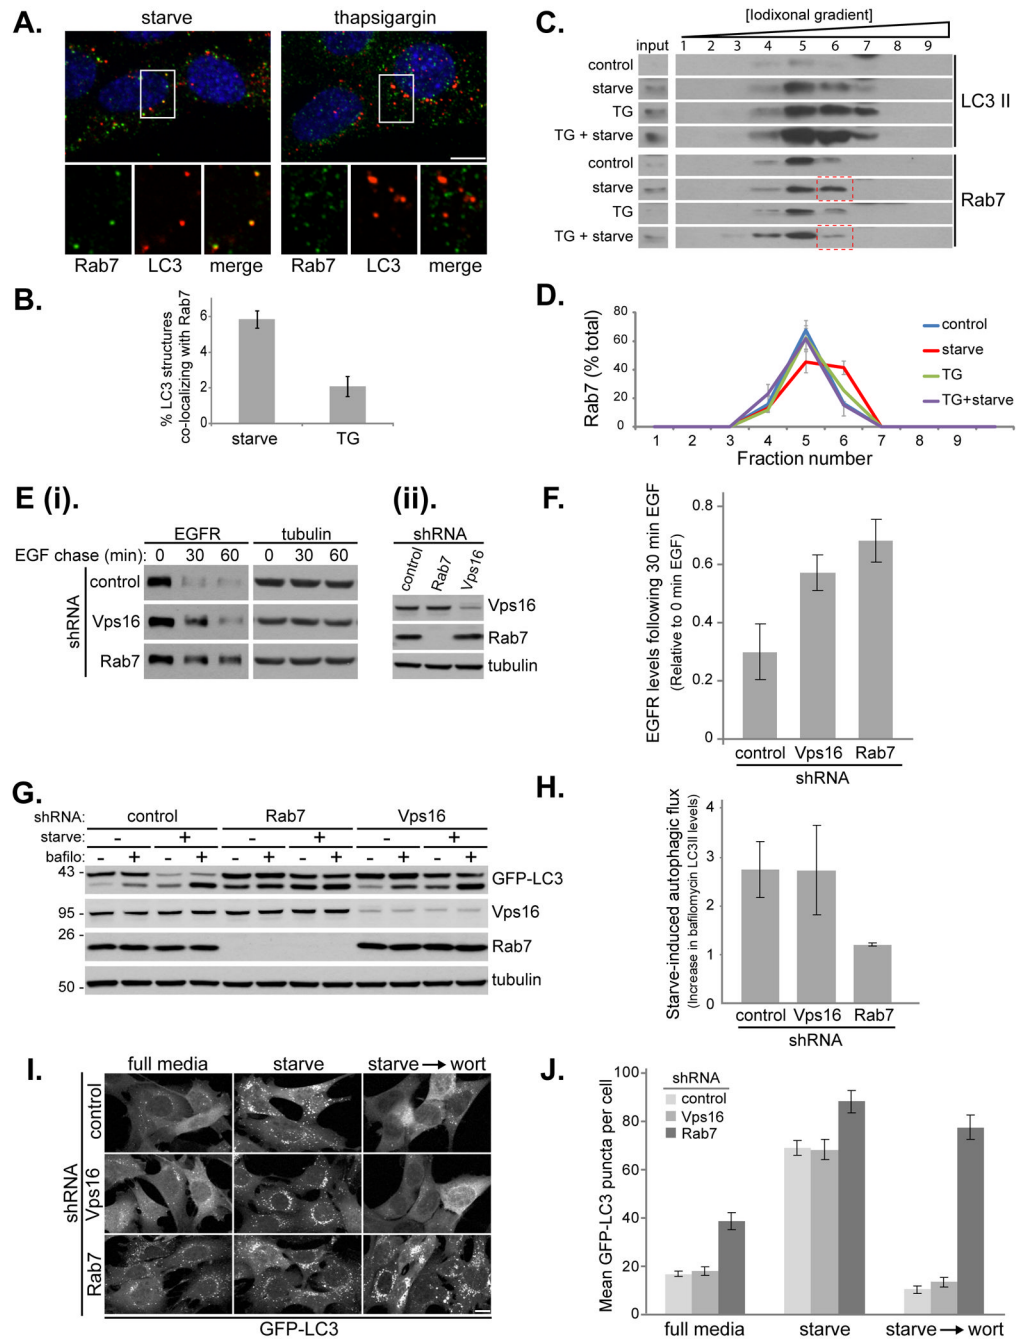 A.
starve thapsigargin
Rab7 LC3 merge Rab7 LC3 merge
B.
% LC3 structures
co-localizing with Rab7
6
4
2
0
starve TG
C.
[Iodixonal gradient]
input 1 2 3 4 5 6 7 8 9
control
starve
TG
TG + starve
LC3 II
control
starve
TG
TG + starve
Rab7
D.
Rab7 (% total)
80
60
40
20
0
1 2 3 4 5 6 7 8 9
Fraction number
control
starve
TG
TG+starve
E (i).
EGFR tubulin
EGF chase (min): 0 30 60 0 30 60
shRNA
control
Vps16
Rab7
(ii).
shRNA
control Rab7 Vps16
Vps16
Rab7
tubulin
F.
EGFR levels following 30 min EGF
(Relative to 0 min EGF)
0.8
0.6
0.4
0.2
0
control Vps16 Rab7
shRNA
G.
shRNA: control Rab7 Vps16
starve: - + - + - +
bafilo: - + - + - + - + - + - +
43 - GFP-LC3
95 - Vps16
26 -
Rab7
50 - tubulin
H.
Starve-induced autophagic flux
(Increase in bafilomycin LC3II levels)
4
3
2
1
0
control Vps16 Rab7
shRNA
I.
full media starve starve → wort
shRNA
control
Vps16
Rab7
GFP-LC3
J.
Mean GFP-LC3 puncta per cell
100
80
60
40
20
0
shRNA
control
Vps16
Rab7
full media starve starve → wort